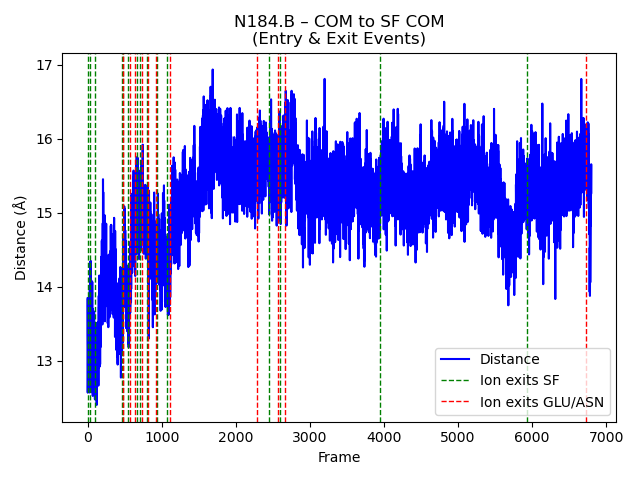 N184.B – COM to SF COM
(Entry & Exit Events)
17
16
15
14
13
Distance (Å)
0 1000 2000 3000 4000 5000 6000 7000
Frame
Distance
Ion exits SF
Ion exits GLU/ASN